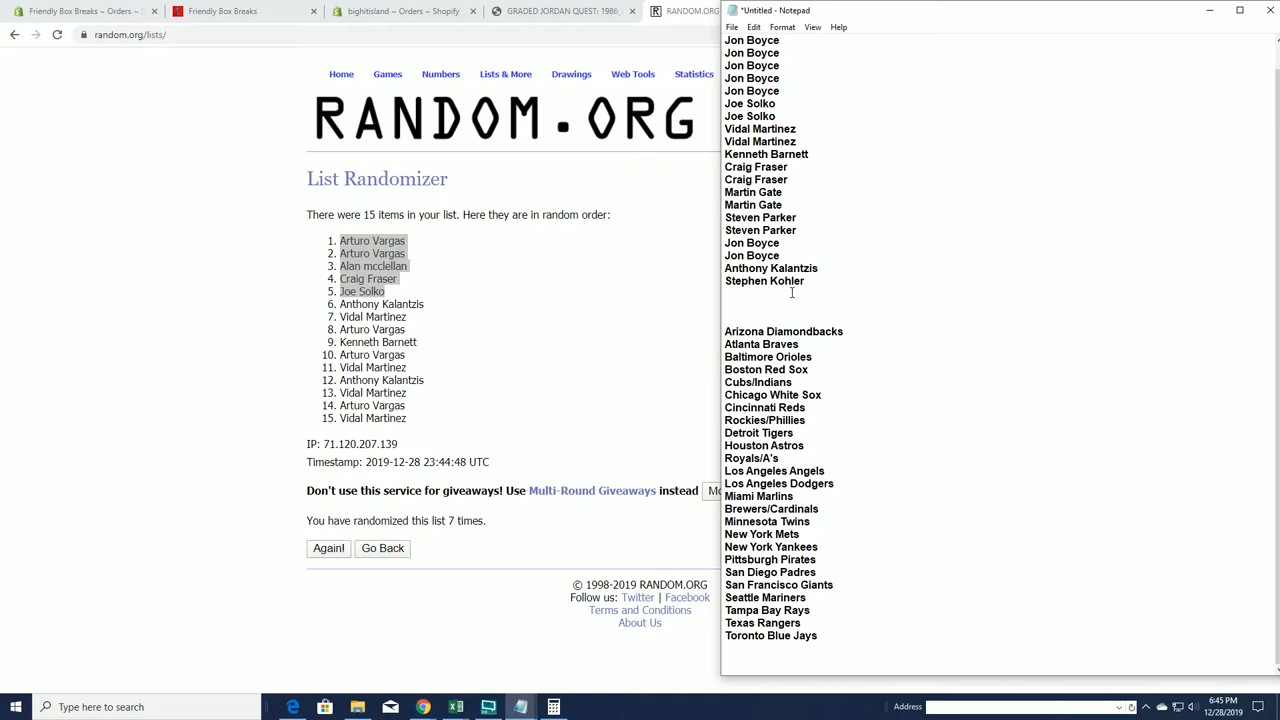 Friendly Box Breaks ~ Orders ~ S
Friendly Box Breaks
bighitisland ~ Orders ~ Shopify
GRADED JORDAN QUEST: 1986
RANDOM.ORG
random.org/lists/
Home Games Numbers Lists & More Drawings Web Tools Statistics
RANDOM.ORG
List Randomizer
There were 15 items in your list. Here they are in random order:
1. Arturo Vargas
2. Arturo Vargas
3. Alan mcclellan
4. Craig Fraser
5. Joe Solko
6. Anthony Kalantzis
7. Vidal Martinez
8. Arturo Vargas
9. Kenneth Barnett
10. Arturo Vargas
11. Vidal Martinez
12. Anthony Kalantzis
13. Vidal Martinez
14. Arturo Vargas
15. Vidal Martinez
IP: 71.120.207.139
Timestamp: 2019-12-28 23:44:48 UTC
Don't use this service for giveaways! Use Multi-Round Giveaways instead
You have randomized this list 7 times.
Again! Go Back
© 1998-2019 RANDOM.ORG
Follow us: Twitter | Facebook
Terms and Conditions
About Us
*Untitled - Notepad
File Edit Format View Help
Jon Boyce
Jon Boyce
Jon Boyce
Jon Boyce
Jon Boyce
Joe Solko
Joe Solko
Vidal Martinez
Vidal Martinez
Kenneth Barnett
Craig Fraser
Craig Fraser
Martin Gate
Martin Gate
Steven Parker
Steven Parker
Jon Boyce
Jon Boyce
Anthony Kalantzis
Stephen Kohler
Arizona Diamondbacks
Atlanta Braves
Baltimore Orioles
Boston Red Sox
Cubs/Indians
Chicago White Sox
Cincinnati Reds
Rockies/Phillies
Detroit Tigers
Houston Astros
Royals/A's
Los Angeles Angels
Los Angeles Dodgers
Miami Marlins
Brewers/Cardinals
Minnesota Twins
New York Mets
New York Yankees
Pittsburgh Pirates
San Diego Padres
San Francisco Giants
Seattle Mariners
Tampa Bay Rays
Texas Rangers
Toronto Blue Jays
Type here to search
Address
6:45 PM
12/28/2019